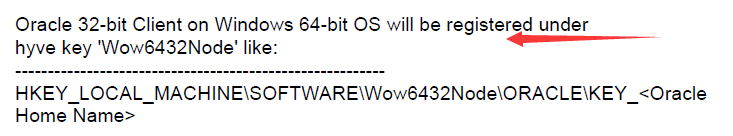 Oracle 32-bit Client on Windows 64-bit OS will be registered under
hyve key 'Wow6432Node' like:
---------------------------------------------------------
HKEY_LOCAL_MACHINE\SOFTWARE\Wow6432Node\ORACLE\KEY_<Oracle
Home Name>